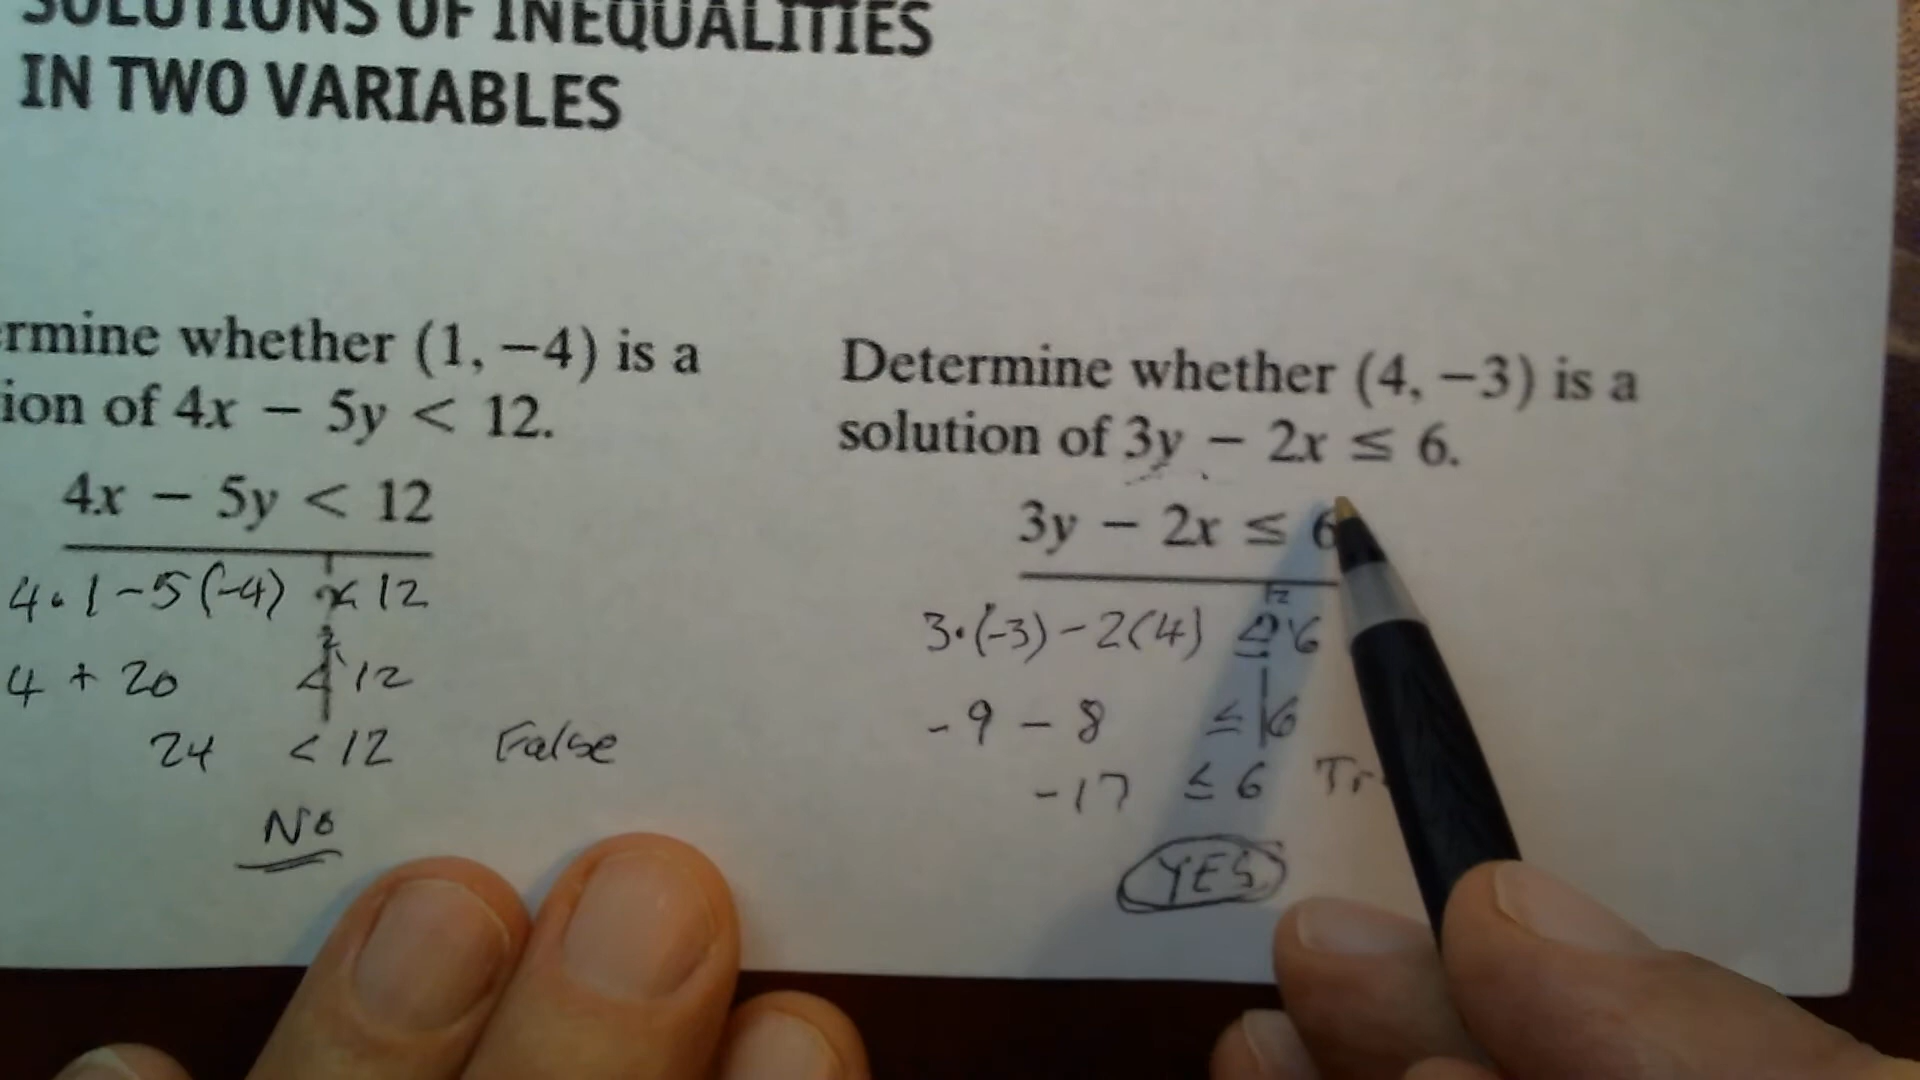 SOLUTIONS OF INEQUALITIES
IN TWO VARIABLES
ermine whether (1, −4) is a
ion of 4x − 5y < 12.
4x − 5y < 12
4·1−5(−4) < 12
4 + 20 < 12
24 < 12 False
No
Determine whether (4, −3) is a
solution of 3y − 2x ≤ 6.
3y − 2x ≤ 6
3·(−3)−2(4) ≤ 6
−9 − 8 ≤ 6
−17 ≤ 6 Tr
YES